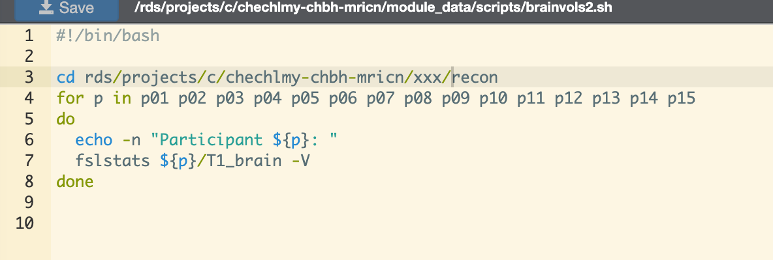 Save /rds/projects/c/chechlmy-chbh-mricn/module_data/scripts/brainvols2.sh
1 #!/bin/bash
2
3 cd rds/projects/c/chechlmy-chbh-mricn/xxx/recon
4 for p in p01 p02 p03 p04 p05 p06 p07 p08 p09 p10 p11 p12 p13 p14 p15
5 do
6   echo -n "Participant ${p}: "
7   fslstats ${p}/T1_brain -V
8 done
9
10